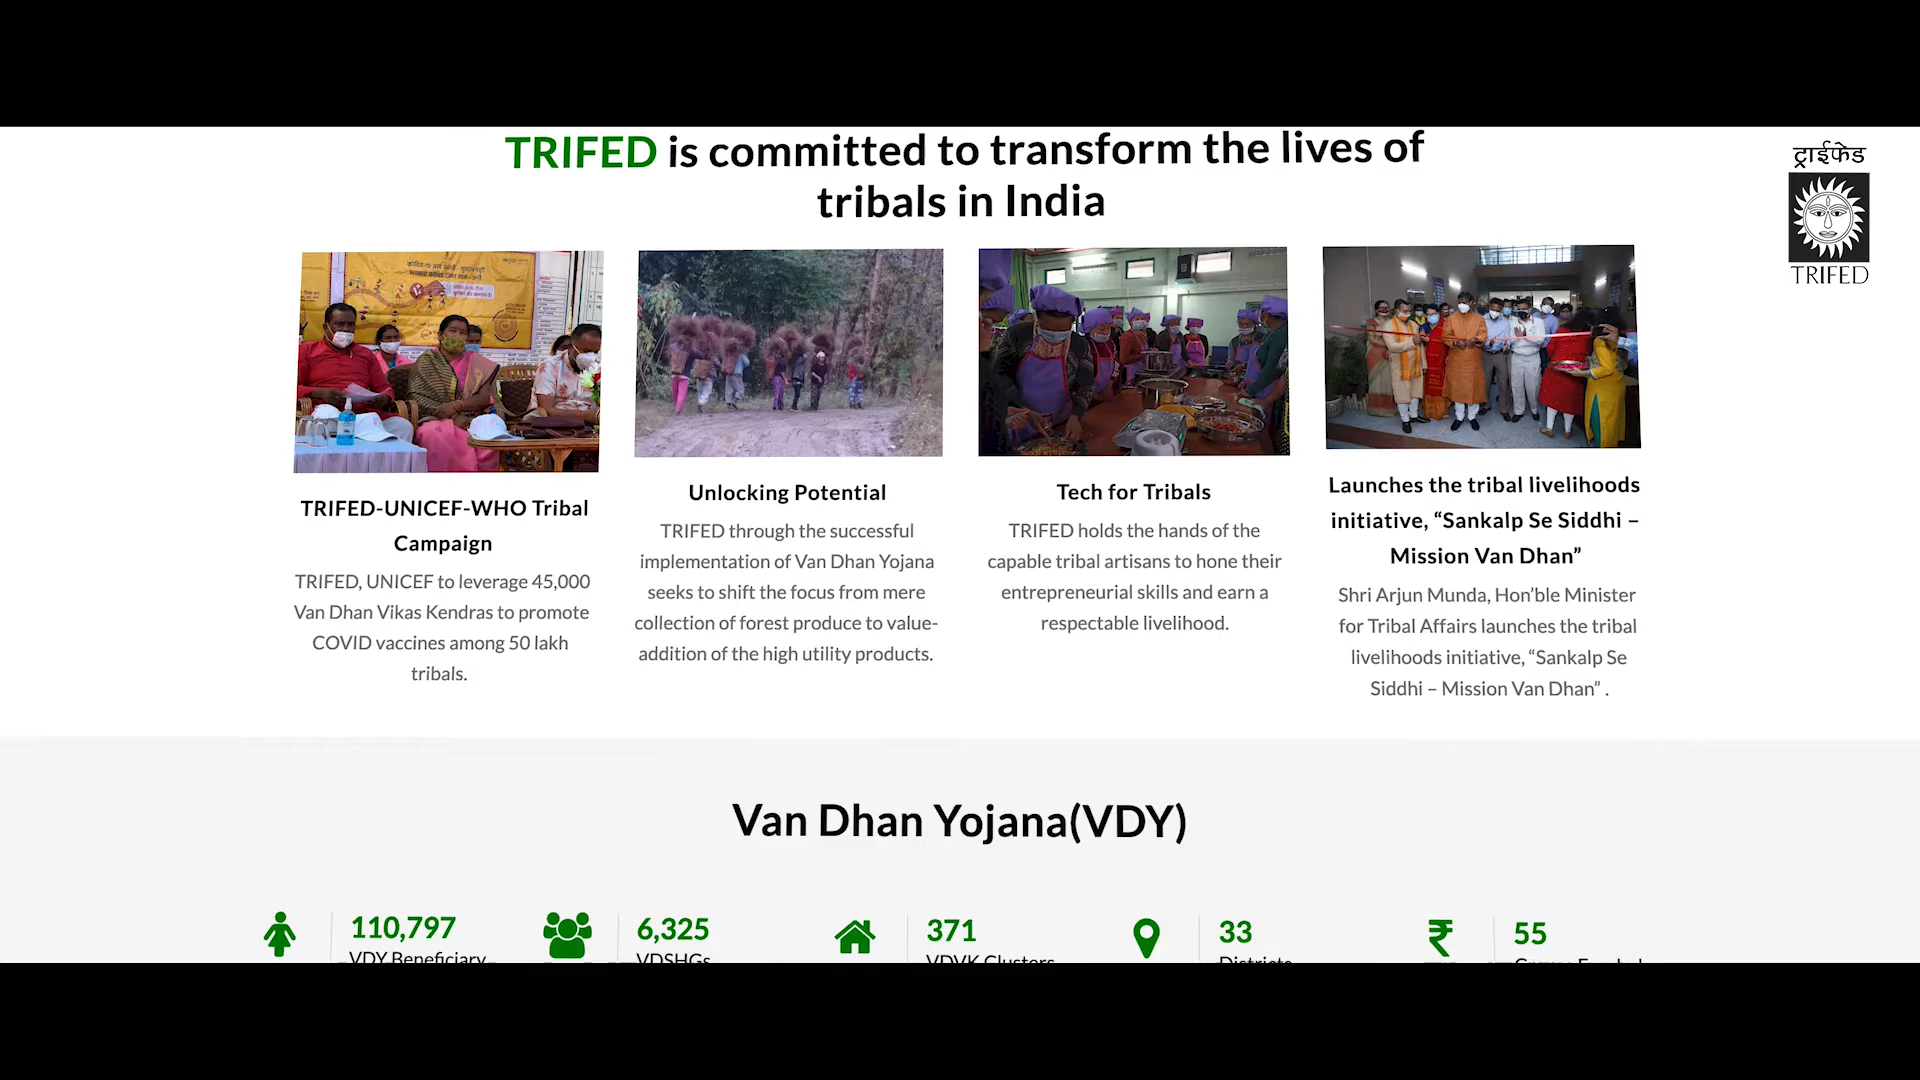 TRIFED is committed to transform the lives of
tribals in India
ट्राईफेड
TRIFED
TRIFED-UNICEF-WHO Tribal
Campaign
TRIFED, UNICEF to leverage 45,000
Van Dhan Vikas Kendras to promote
COVID vaccines among 50 lakh
tribals.
Unlocking Potential
TRIFED through the successful
implementation of Van Dhan Yojana
seeks to shift the focus from mere
collection of forest produce to value-
addition of the high utility products.
Tech for Tribals
TRIFED holds the hands of the
capable tribal artisans to hone their
entrepreneurial skills and earn a
respectable livelihood.
Launches the tribal livelihoods
initiative, “Sankalp Se Siddhi –
Mission Van Dhan”
Shri Arjun Munda, Hon’ble Minister
for Tribal Affairs launches the tribal
livelihoods initiative, “Sankalp Se
Siddhi – Mission Van Dhan” .
Van Dhan Yojana(VDY)
110,797
VDY Beneficiary
6,325
VDSHGs
371
VDVK Clusters
33
Districts
55